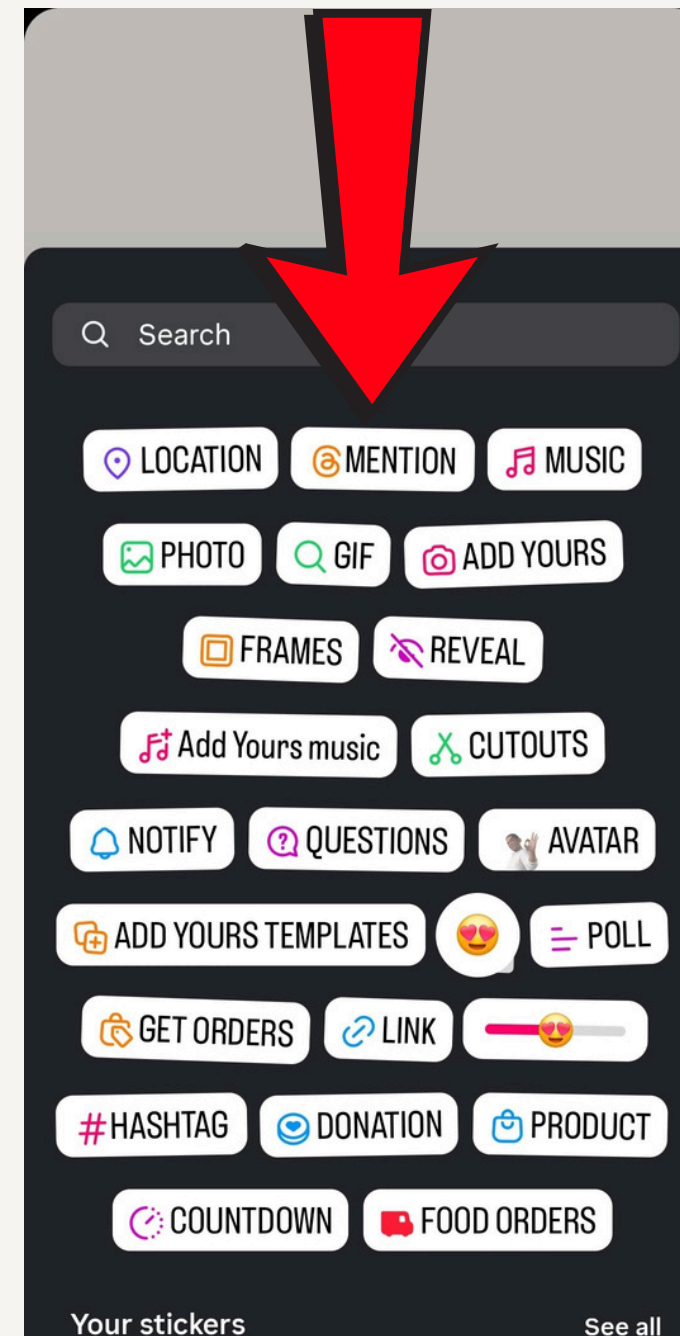 Search
LOCATION MENTION MUSIC
PHOTO GIF ADD YOURS
FRAMES REVEAL
Add Yours music CUTOUTS
NOTIFY QUESTIONS AVATAR
ADD YOURS TEMPLATES POLL
GET ORDERS LINK
#HASHTAG DONATION PRODUCT
COUNTDOWN FOOD ORDERS
Your stickers See all